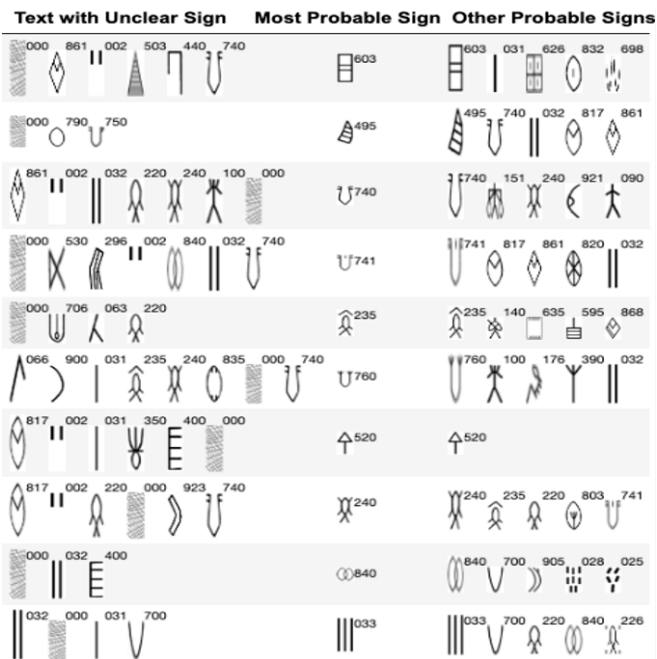 Text with Unclear Sign Most Probable Sign Other Probable Signs
000 861 002 503 440 740 603 603 031 626 832 698
000 790 750 495 495 740 032 817 861
861 002 032 220 240 100 000 740 740 151 240 921 090
000 530 296 002 840 032 740 741 741 817 861 820 032
000 706 063 220 235 235 140 635 595 868
066 900 031 235 240 835 000 740 760 760 100 176 390 032
817 002 031 350 400 000 520 520
817 002 220 000 923 740 240 240 235 220 803 741
000 032 400 840 840 700 905 028 025
032 000 031 700 033 033 700 220 840 226